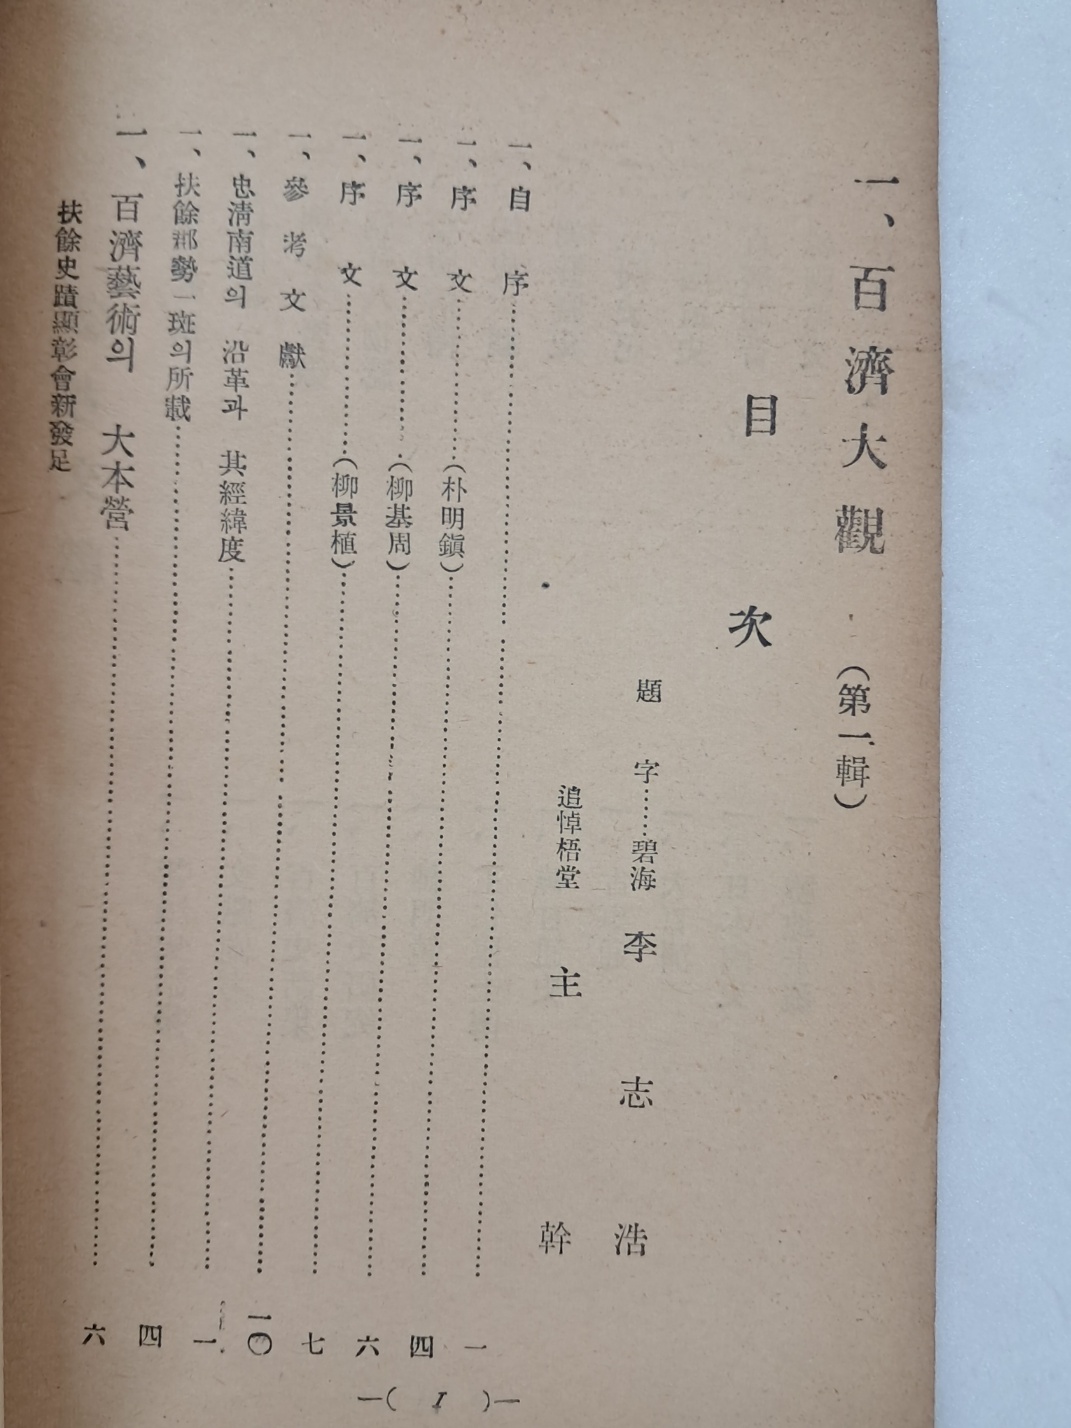 一、百濟大觀 (第一輯)
目次
題字……碧海 李志浩
追悼梧堂 主幹
一、自序…………一
一、序文…………(朴明鎭)…………四
一、序文…………(柳基周)…………六
一、序文…………(柳景植)…………七
一、參考文獻…………一〇
一、忠淸南道의 沿革과 其經緯度…………一
一、扶餘郡勢一斑의所載…………四
一、百濟藝術의 大本營…………六
扶餘史蹟顯彰會新發足
—( I )—